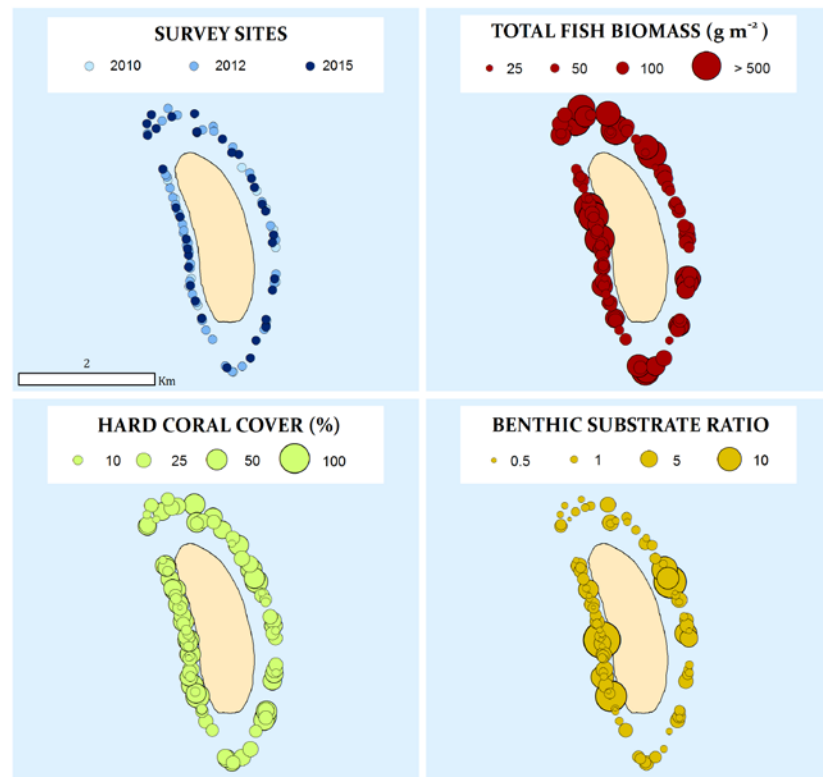 SURVEY SITES
2010 2012 2015
2
Km
TOTAL FISH BIOMASS (g m⁻²)
25 50 100 > 500
HARD CORAL COVER (%)
10 25 50 100
BENTHIC SUBSTRATE RATIO
0.5 1 5 10